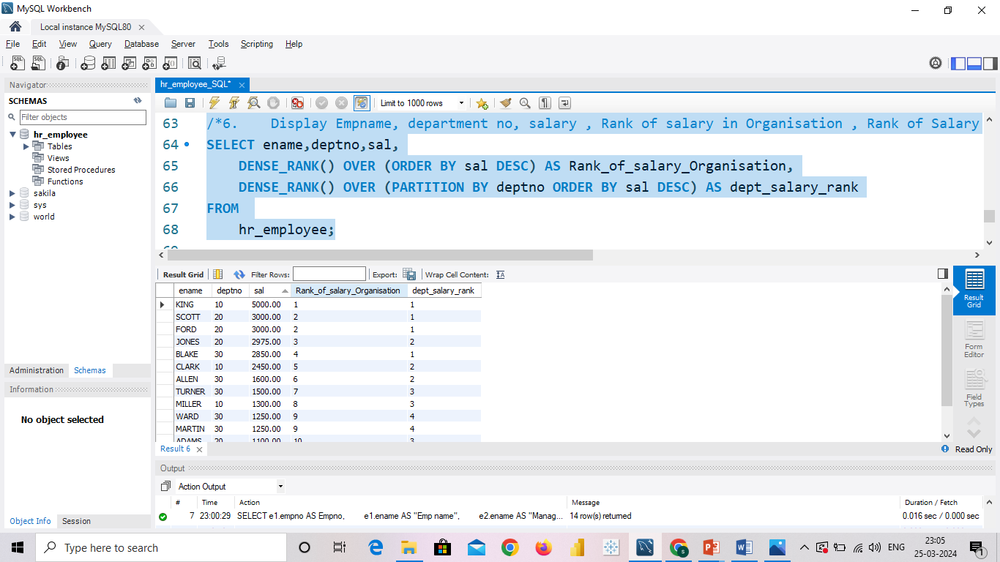 MySQL Workbench
Local instance MySQL80
File Edit View Query Database Server Tools Scripting Help
Navigator
SCHEMAS
Filter objects
hr_employee
Tables
Views
Stored Procedures
Functions
sakila
sys
world
Administration Schemas
Information
No object selected
Object Info Session
hr_employee_SQL*
Limit to 1000 rows
63 /*6. Display Empname, department no, salary , Rank of salary in Organisation , Rank of Salary
64 SELECT ename,deptno,sal,
65 DENSE_RANK() OVER (ORDER BY sal DESC) AS Rank_of_salary_Organisation,
66 DENSE_RANK() OVER (PARTITION BY deptno ORDER BY sal DESC) AS dept_salary_rank
67 FROM
68 hr_employee;
Result Grid Filter Rows: Export: Wrap Cell Content:
ename deptno sal Rank_of_salary_Organisation dept_salary_rank
KING 10 5000.00 1 1
SCOTT 20 3000.00 2 1
FORD 20 3000.00 2 1
JONES 20 2975.00 3 2
BLAKE 30 2850.00 4 1
CLARK 10 2450.00 5 2
ALLEN 30 1600.00 6 2
TURNER 30 1500.00 7 3
MILLER 10 1300.00 8 3
WARD 30 1250.00 9 4
MARTIN 30 1250.00 9 4
ADAMS 20 1100.00 10 3
Result Grid
Form Editor
Field Types
Result 6
Read Only
Output
Action Output
# Time Action Message Duration / Fetch
7 23:00:29 SELECT e1.empno AS Empno, e1.ename AS "Emp name", e2.ename AS "Manag... 14 row(s) returned 0.016 sec / 0.000 sec
Type here to search
ENG
23:05
25-03-2024
1